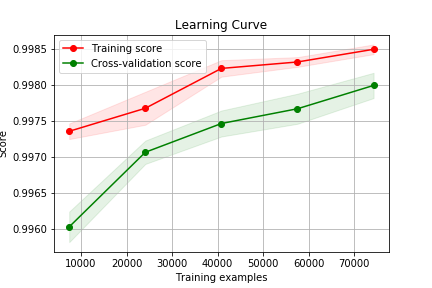 Learning Curve
Training score
Cross-validation score
0.9985
0.9980
0.9975
0.9970
0.9965
0.9960
Score
10000 20000 30000 40000 50000 60000 70000
Training examples